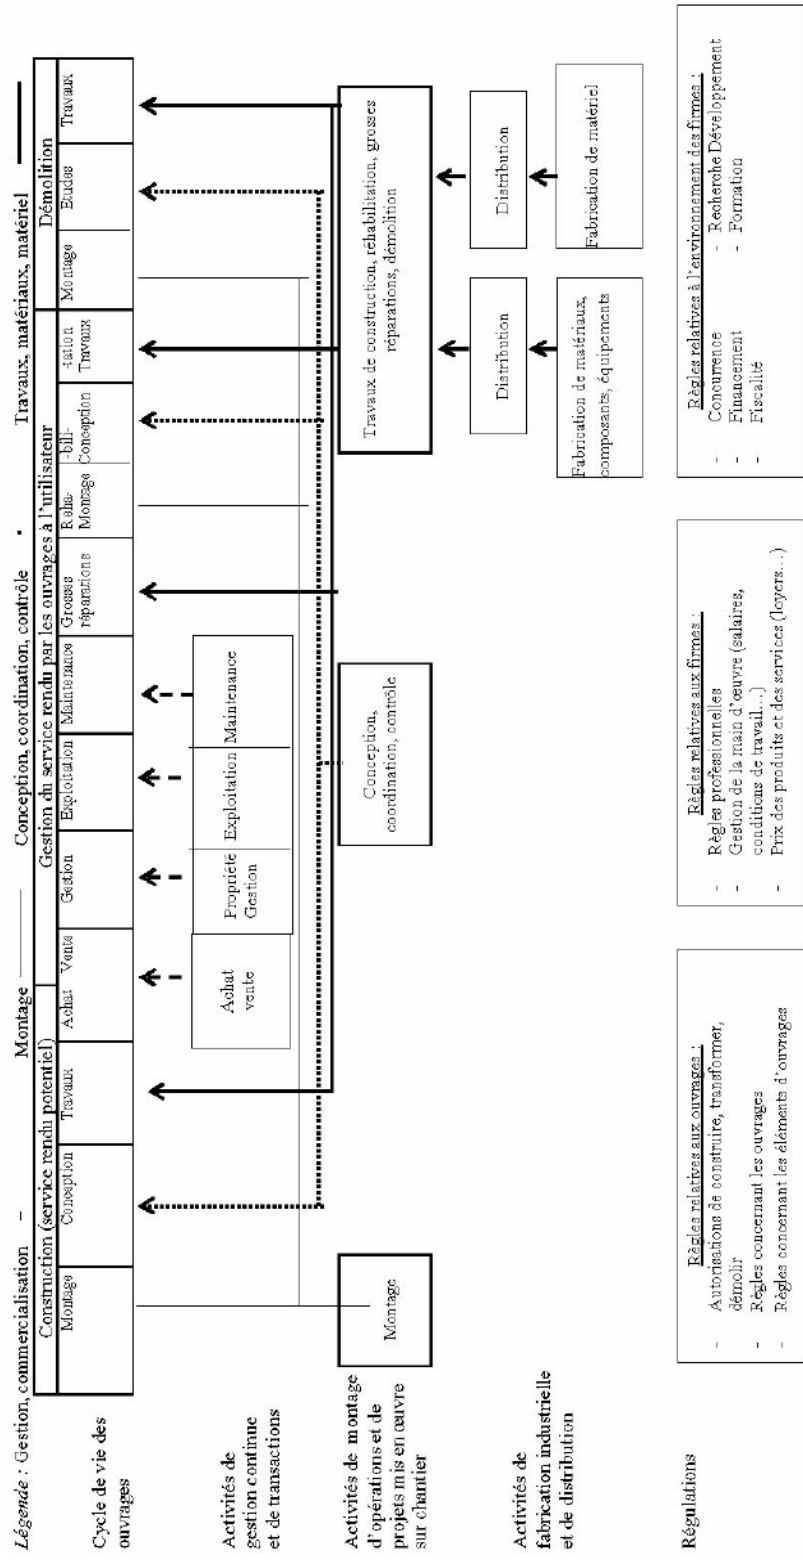 Légende : Gestion, commercialisation – Montage —— Conception, coordination, contrôle . Travaux, matériaux, matériel ——
Cycle de vie des
ouvrages
Construction (service rendu potentiel)
Gestion du service rendu par les ouvrages à l'utilisateur
Démolition
Montage
Conception
Travaux
Achat
Vente
Gestion
Exploitation
Maintenance
Grosses
réparations
Reha-
Montage
-bili-
Conception
-tation
Travaux
Montage
Etudes
Travaux
Activités de
gestion continue
et de transactions
Achat
vente
Propriété
Gestion
Exploitation
Maintenance
Activités de montage
d'opérations et de
projets mis en œuvre
sur chantier
Montage
Conception,
coordination, contrôle
Travaux de construction, réhabilitation, grosses
réparations, démolition
Activités de
fabrication industrielle
et de distribution
Distribution
Distribution
Fabrication de matériaux,
composants, équipements
Fabrication de matériel
Régulations
Règles relatives aux ouvrages :
- Autorisations de construire, transformer,
démolir
- Règles concernant les ouvrages
- Règles concernant les éléments d'ouvrages
Règles relatives aux firmes :
- Règles professionnelles
- Gestion de la main d'œuvre (salaires,
conditions de travail...)
- Prix des produits et des services (loyers...)
Règles relatives à l'environnement des firmes :
- Concurrence - Recherche Développement
- Financement - Formation
- Fiscalité